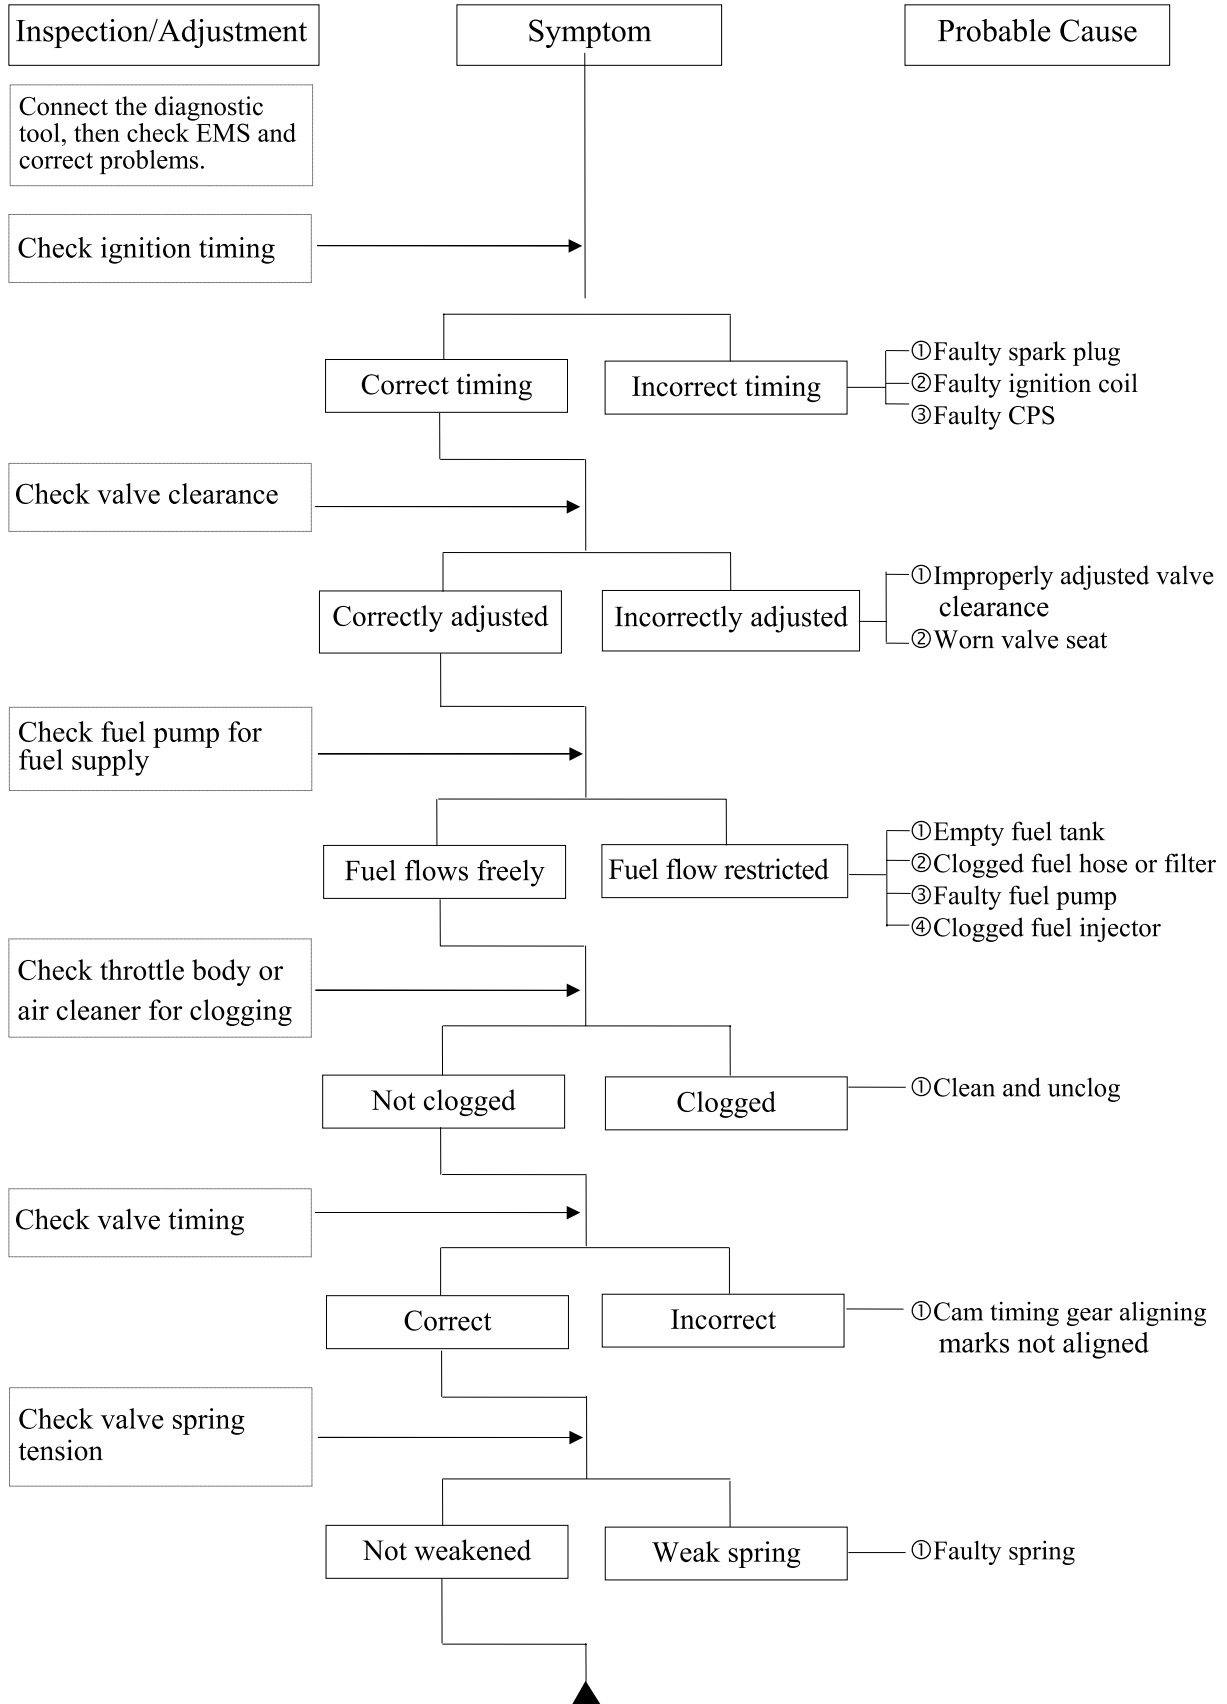 Inspection/Adjustment
Symptom
Probable Cause
Connect the diagnostic
tool, then check EMS and
correct problems.
Check ignition timing
Correct timing
Incorrect timing
①Faulty spark plug
②Faulty ignition coil
③Faulty CPS
Check valve clearance
Correctly adjusted
Incorrectly adjusted
①Improperly adjusted valve
clearance
②Worn valve seat
Check fuel pump for
fuel supply
Fuel flows freely
Fuel flow restricted
①Empty fuel tank
②Clogged fuel hose or filter
③Faulty fuel pump
④Clogged fuel injector
Check throttle body or
air cleaner for clogging
Not clogged
Clogged
①Clean and unclog
Check valve timing
Correct
Incorrect
①Cam timing gear aligning
marks not aligned
Check valve spring
tension
Not weakened
Weak spring
①Faulty spring